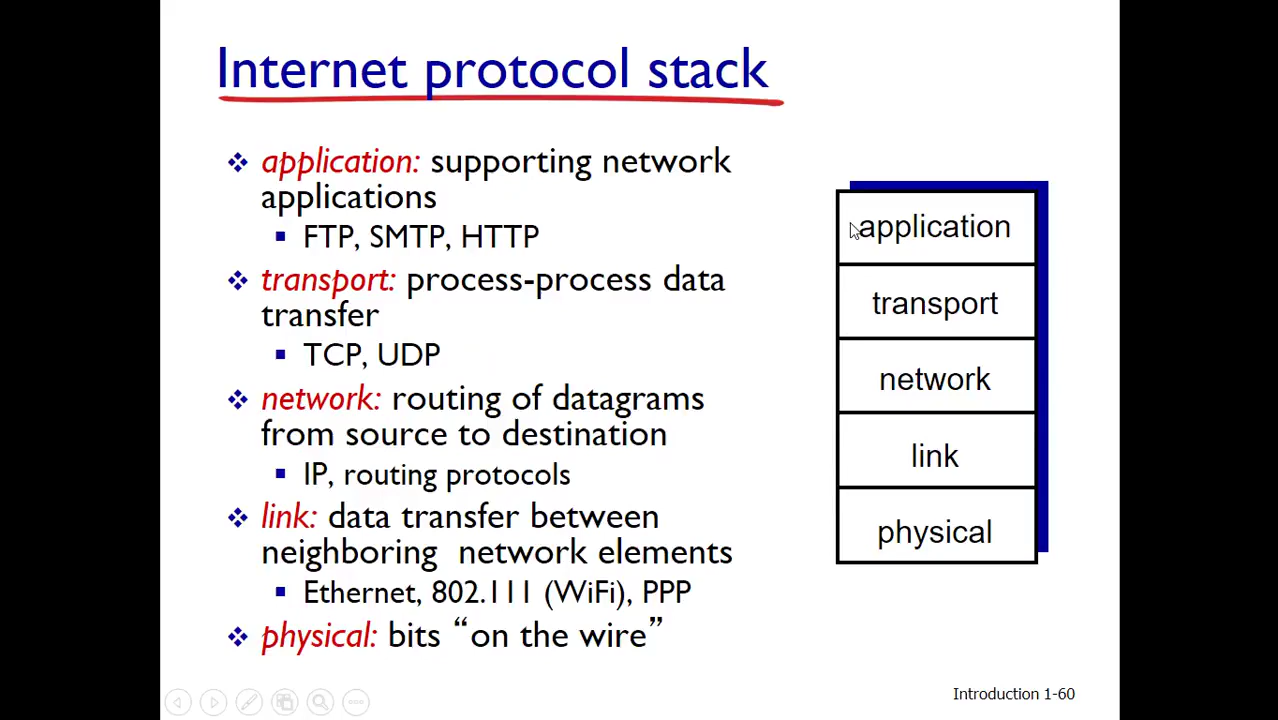 Internet protocol stack
❖ application: supporting network
applications
▪ FTP, SMTP, HTTP
❖ transport: process-process data
transfer
▪ TCP, UDP
❖ network: routing of datagrams
from source to destination
▪ IP, routing protocols
❖ link: data transfer between
neighboring network elements
▪ Ethernet, 802.111 (WiFi), PPP
❖ physical: bits “on the wire”
application
transport
network
link
physical
Introduction 1-60